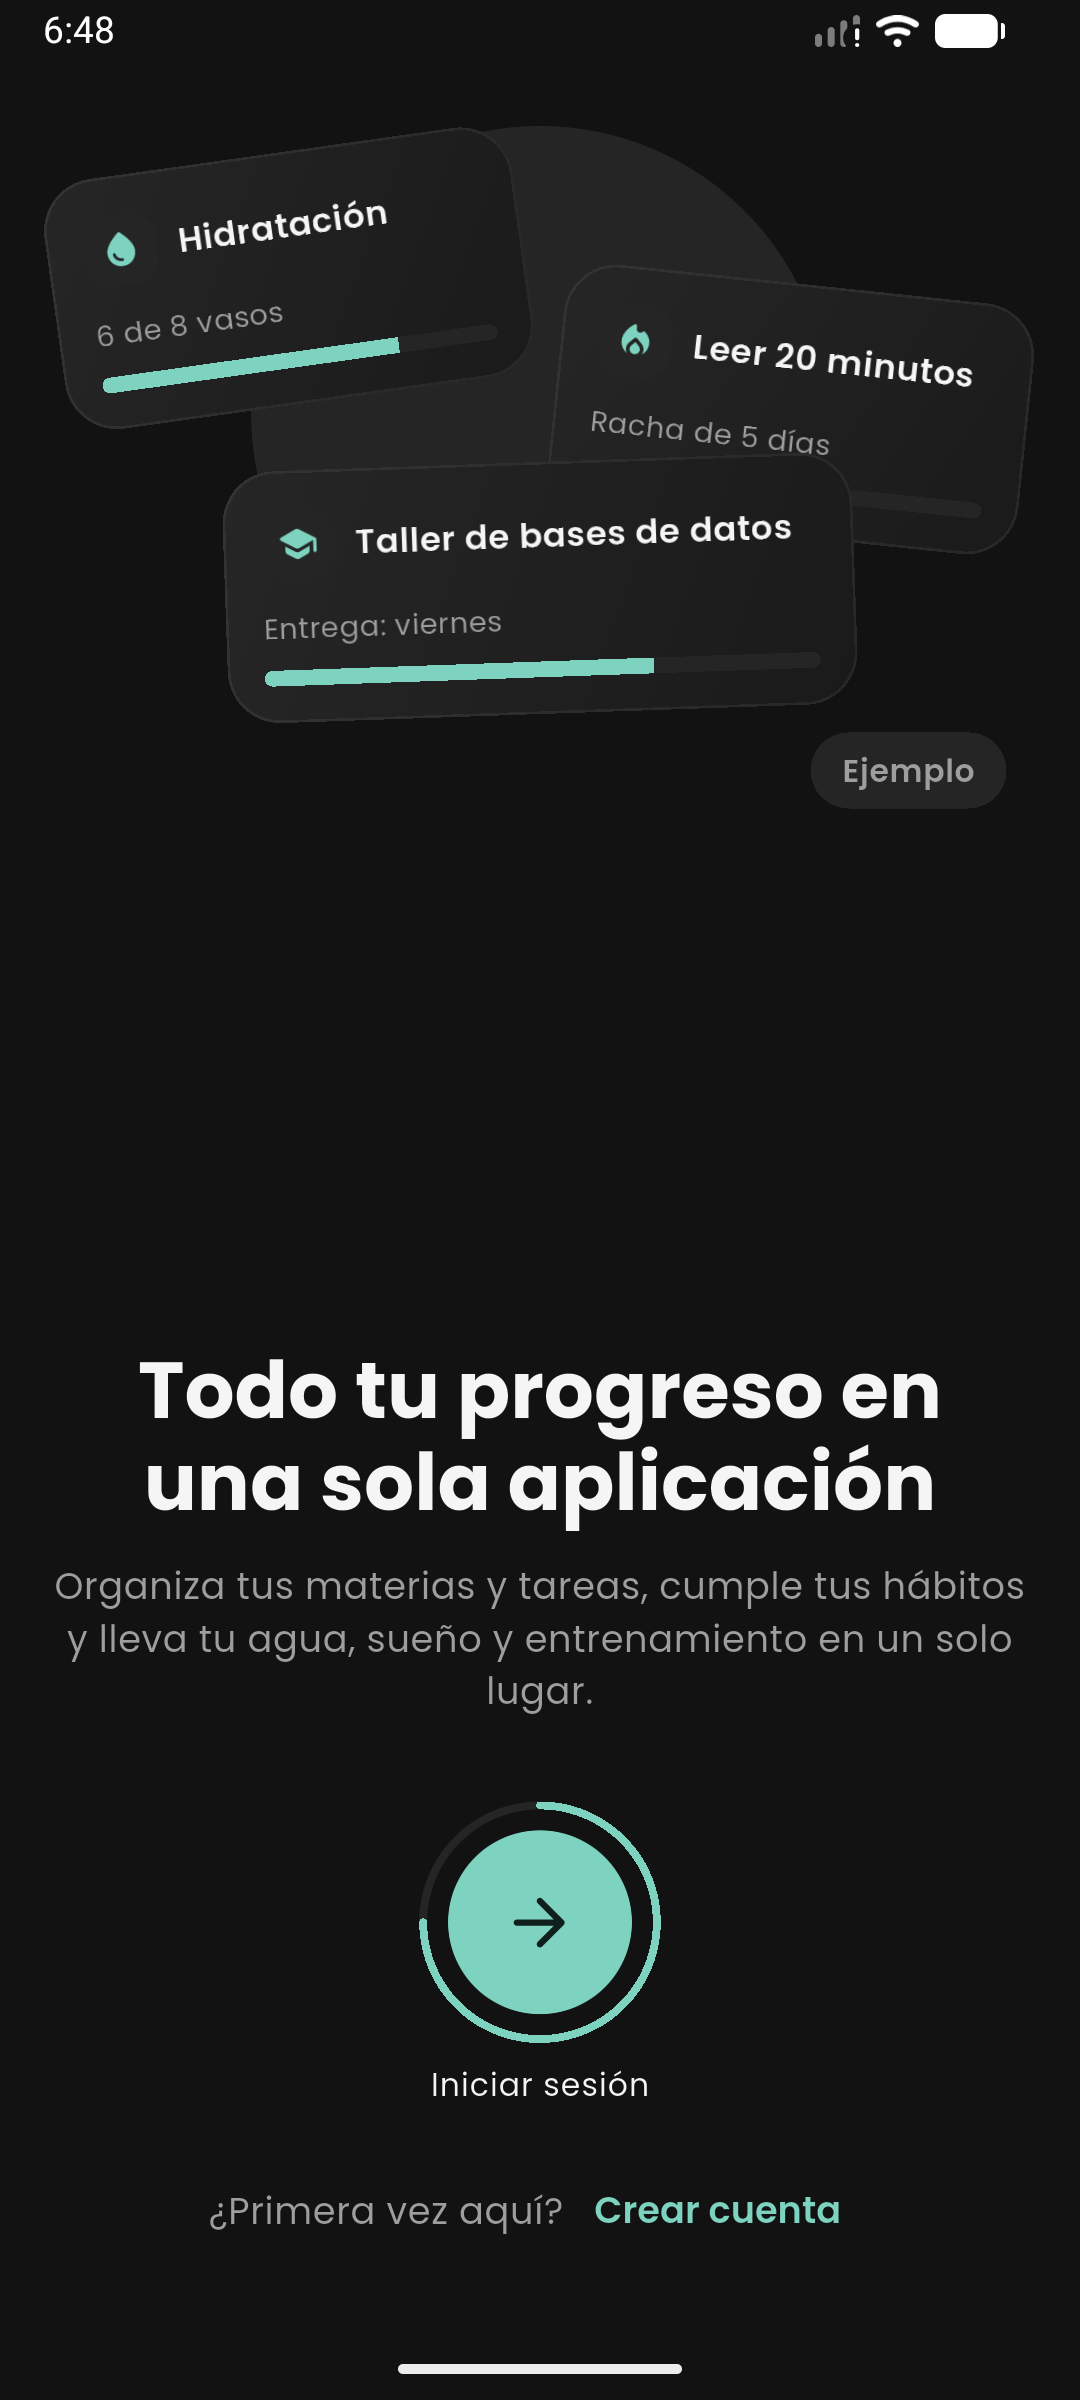 6:48
Hidratación
6 de 8 vasos
Leer 20 minutos
Racha de 5 días
Taller de bases de datos
Entrega: viernes
Ejemplo
Todo tu progreso en
una sola aplicación
Organiza tus materias y tareas, cumple tus hábitos
y lleva tu agua, sueño y entrenamiento en un solo
lugar.
Iniciar sesión
¿Primera vez aquí? Crear cuenta